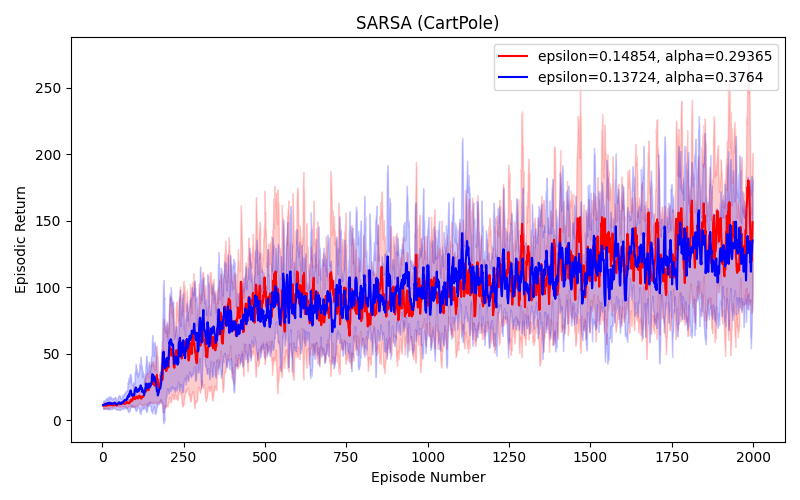 SARSA (CartPole)
epsilon=0.14854, alpha=0.29365
epsilon=0.13724, alpha=0.3764
Episodic Return
250
200
150
100
50
0
0 250 500 750 1000 1250 1500 1750 2000
Episode Number